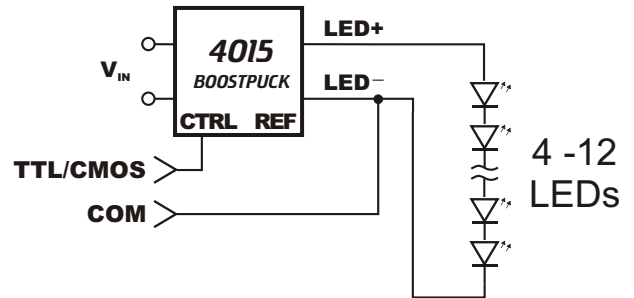 LED+
4015
BOOSTPUCK
VIN
LED–
CTRL REF
TTL/CMOS
COM
4 -12
LEDs